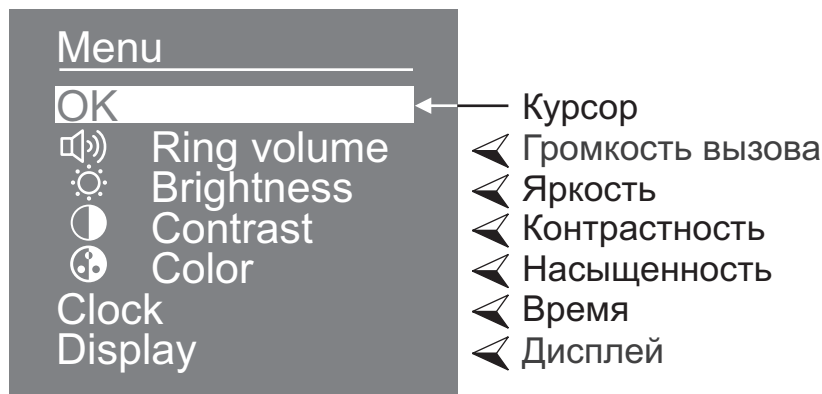 Menu
OK Курсор
Ring volume Громкость вызова
Brightness Яркость
Contrast Контрастность
Color Насыщенность
Clock Время
Display Дисплей